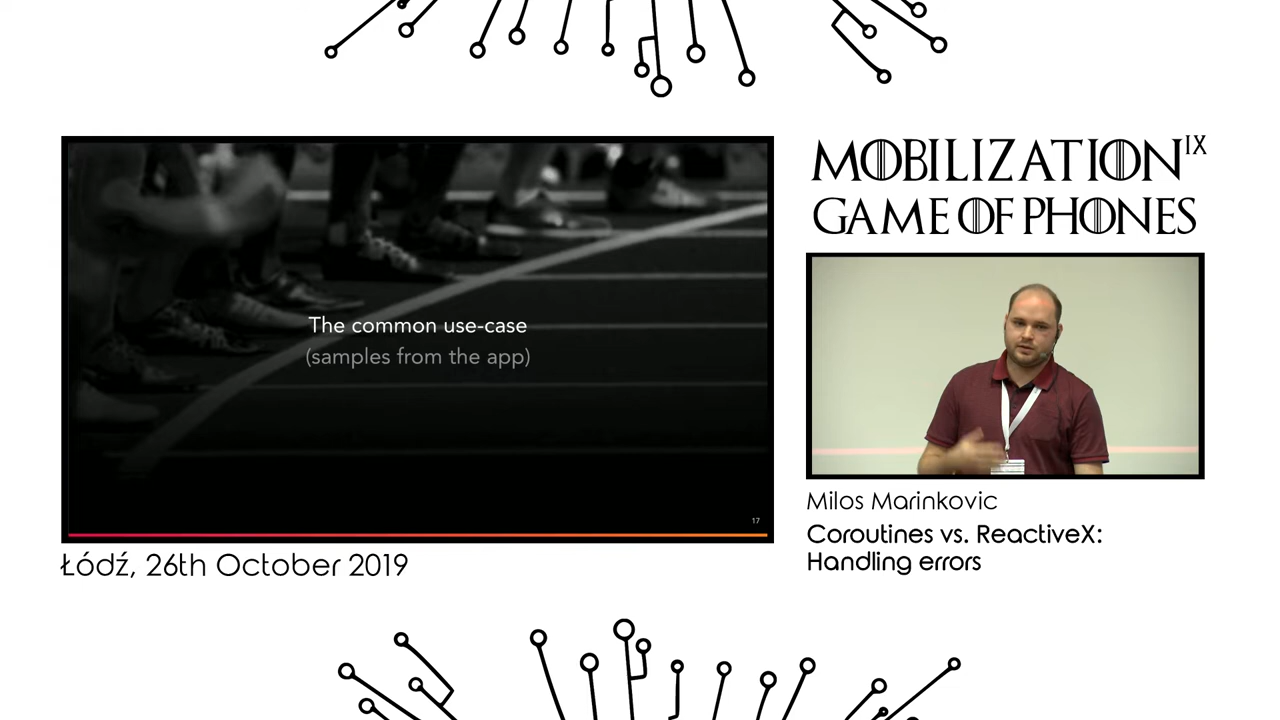 The common use-case
(samples from the app)
17
Łódź, 26th October 2019
MOBILIZATION IX
GAME OF PHONES
Milos Marinkovic
Coroutines vs. ReactiveX:
Handling errors